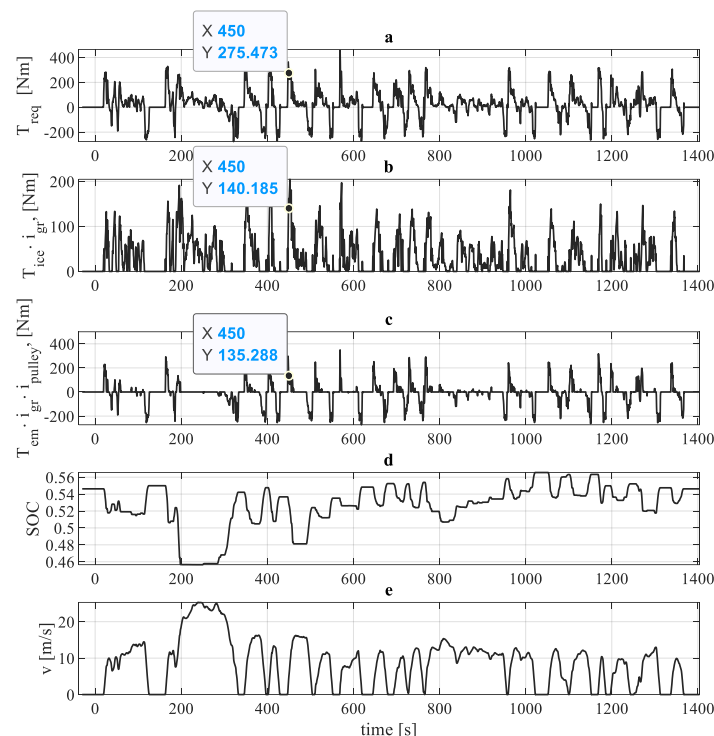 a
X 450
Y 275.473
T_req [Nm]
400
200
0
-200
0 200 400 600 800 1000 1200 1400
b
X 450
Y 140.185
T_ice · i_gr, [Nm]
200
100
0
0 200 400 600 800 1000 1200 1400
c
X 450
Y 135.288
T_em · i_gr · i_pulley, [Nm]
400
200
0
-200
0 200 400 600 800 1000 1200 1400
d
SOC
0.56
0.54
0.52
0.5
0.48
0.46
0 200 400 600 800 1000 1200 1400
e
v [m/s]
20
10
0
0 200 400 600 800 1000 1200 1400
time [s]